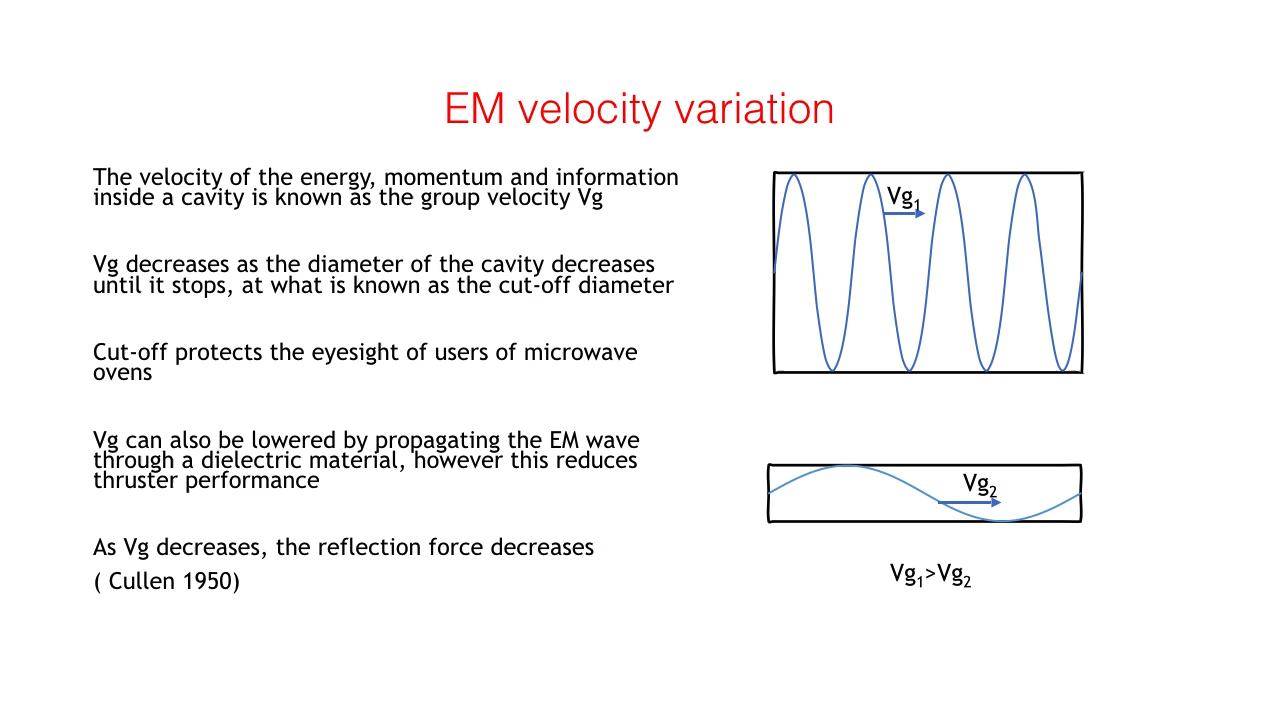 EM velocity variation
The velocity of the energy, momentum and information
inside a cavity is known as the group velocity Vg
Vg decreases as the diameter of the cavity decreases
until it stops, at what is known as the cut-off diameter
Cut-off protects the eyesight of users of microwave
ovens
Vg can also be lowered by propagating the EM wave
through a dielectric material, however this reduces
thruster performance
As Vg decreases, the reflection force decreases
( Cullen 1950)
Vg₁
Vg₂
Vg₁>Vg₂